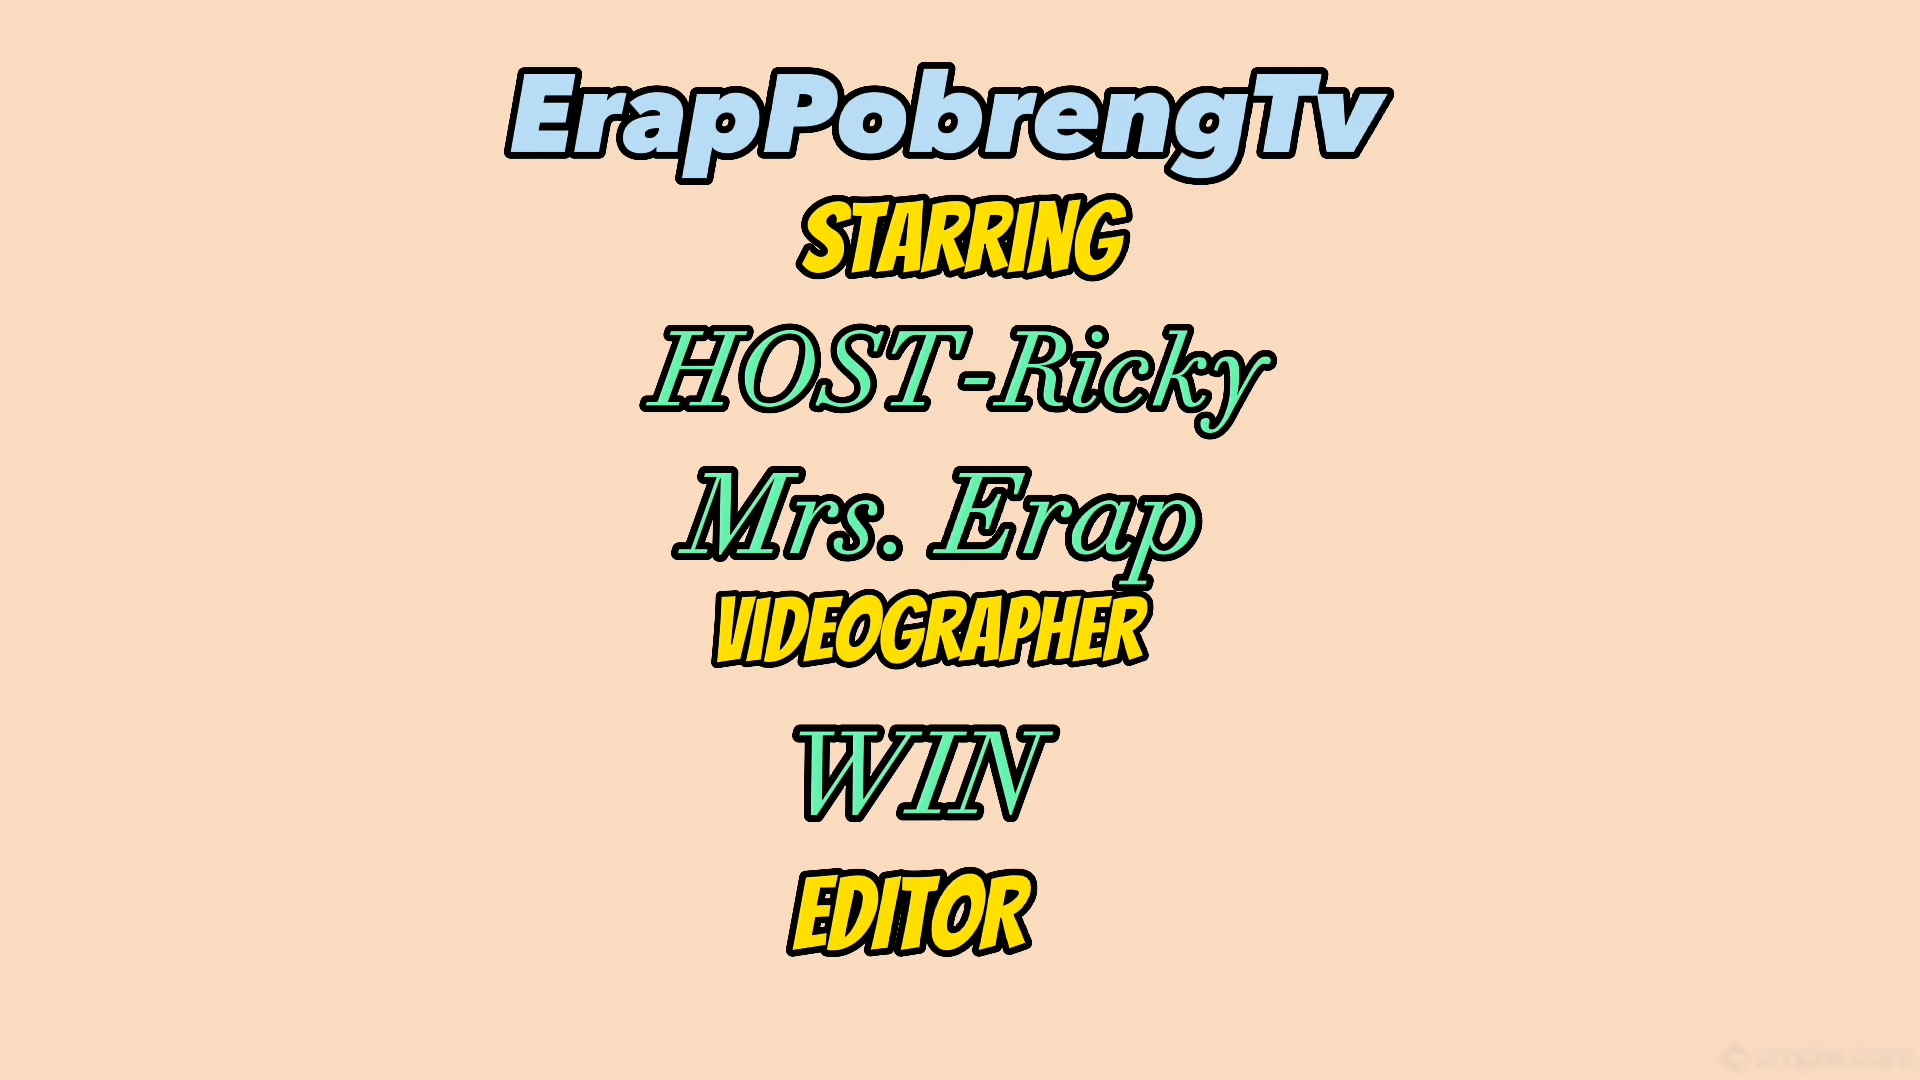 ErapPobrengTv
STARRING
HOST-Ricky
Mrs. Erap
VIDEOGRAPHER
WIN
EDITOR